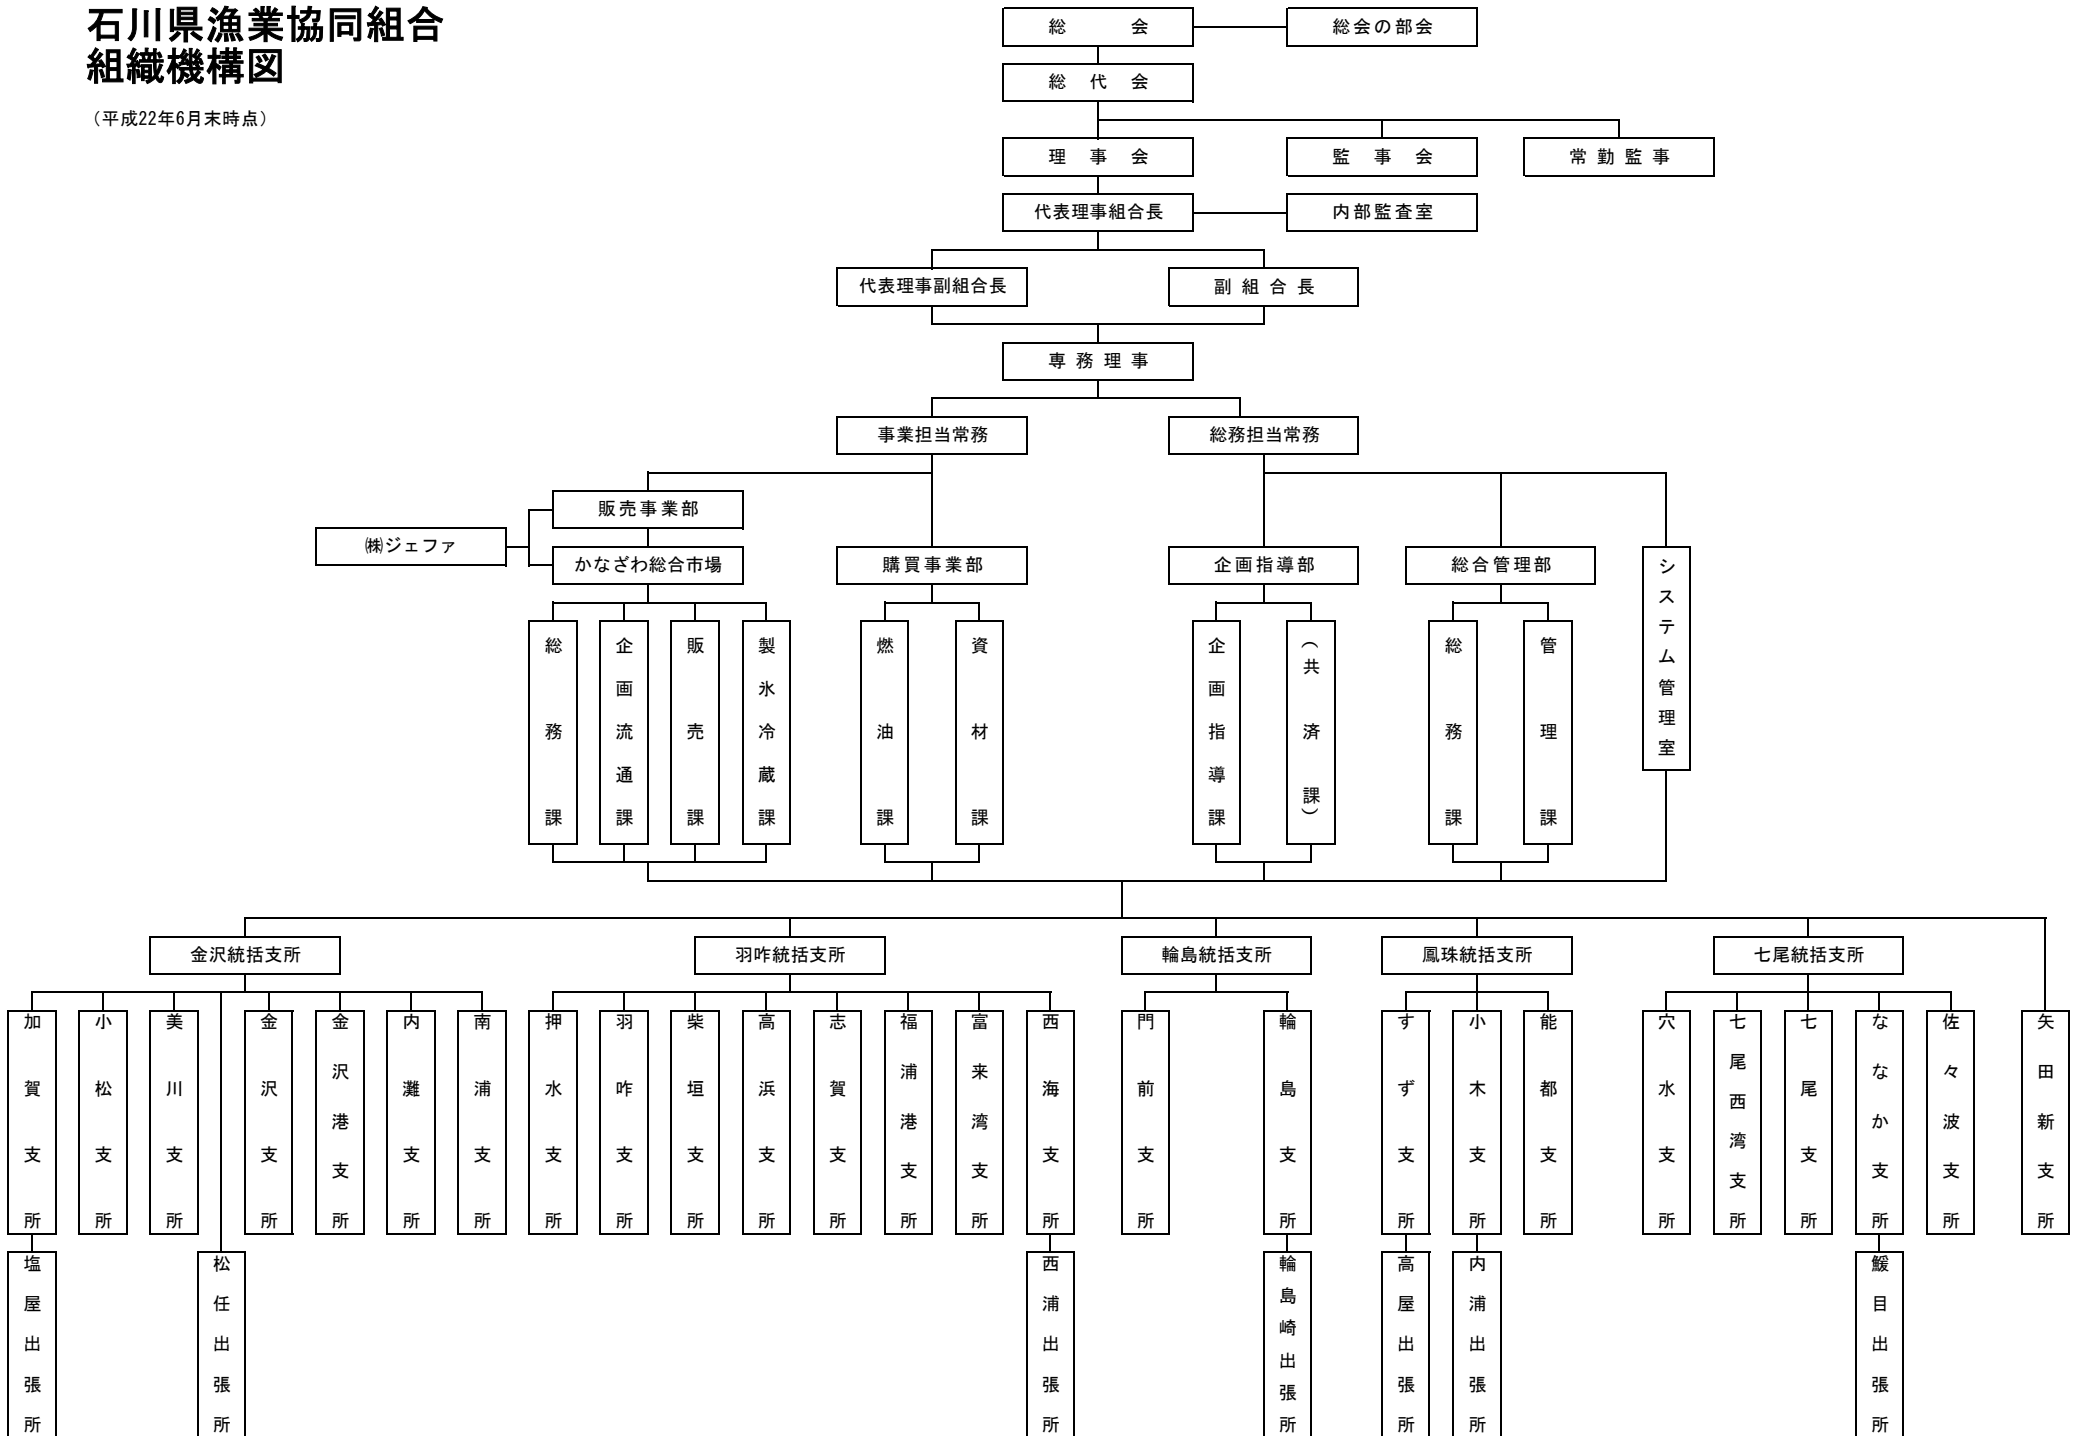 石川県漁業協同組合
組織機構図
（平成22年6月末時点）
総会
総会の部会
総代会
理事会
監事会
常勤監事
代表理事組合長
内部監査室
代表理事副組合長
副組合長
専務理事
事業担当常務
総務担当常務
販売事業部
㈱ジェファ
かなざわ総合市場
購買事業部
企画指導部
総合管理部
システム管理室
総務課
企画流通課
販売課
製氷冷蔵課
燃油課
資材課
企画指導課
（共済課）
総務課
管理課
金沢統括支所
羽咋統括支所
輪島統括支所
鳳珠統括支所
七尾統括支所
加賀支所
小松支所
美川支所
金沢支所
金沢港支所
内灘支所
南浦支所
押水支所
羽咋支所
柴垣支所
高浜支所
志賀支所
福浦港支所
富来湾支所
西海支所
門前支所
輪島支所
すず支所
小木支所
能都支所
穴水支所
七尾西湾支所
七尾支所
ななか支所
佐々波支所
矢田新支所
塩屋出張所
松任出張所
西浦出張所
輪島崎出張所
高屋出張所
内浦出張所
鰀目出張所